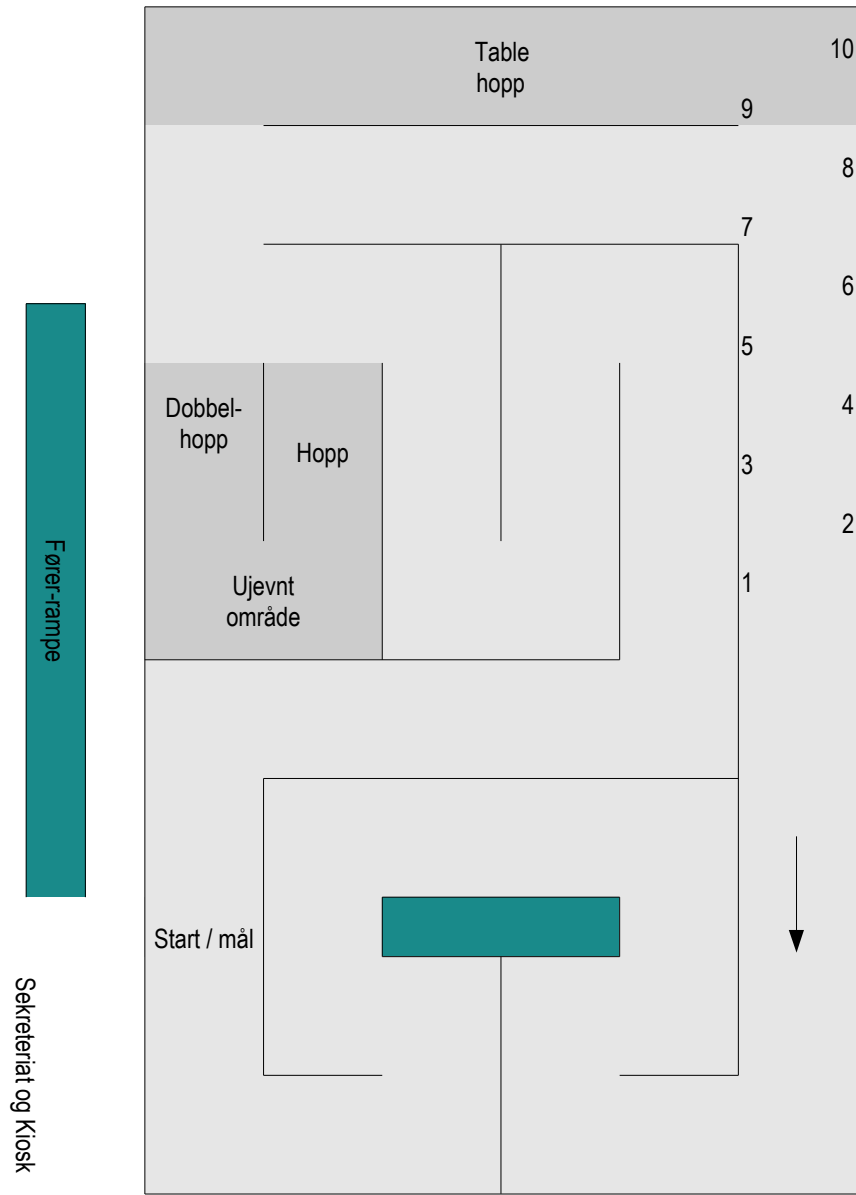 Table
hopp
10
9
8
7
6
5
4
3
2
1
Dobbel-
hopp
Hopp
Ujevnt
område
Fører-rampe
Start / mål
Sekreteriat og Kiosk